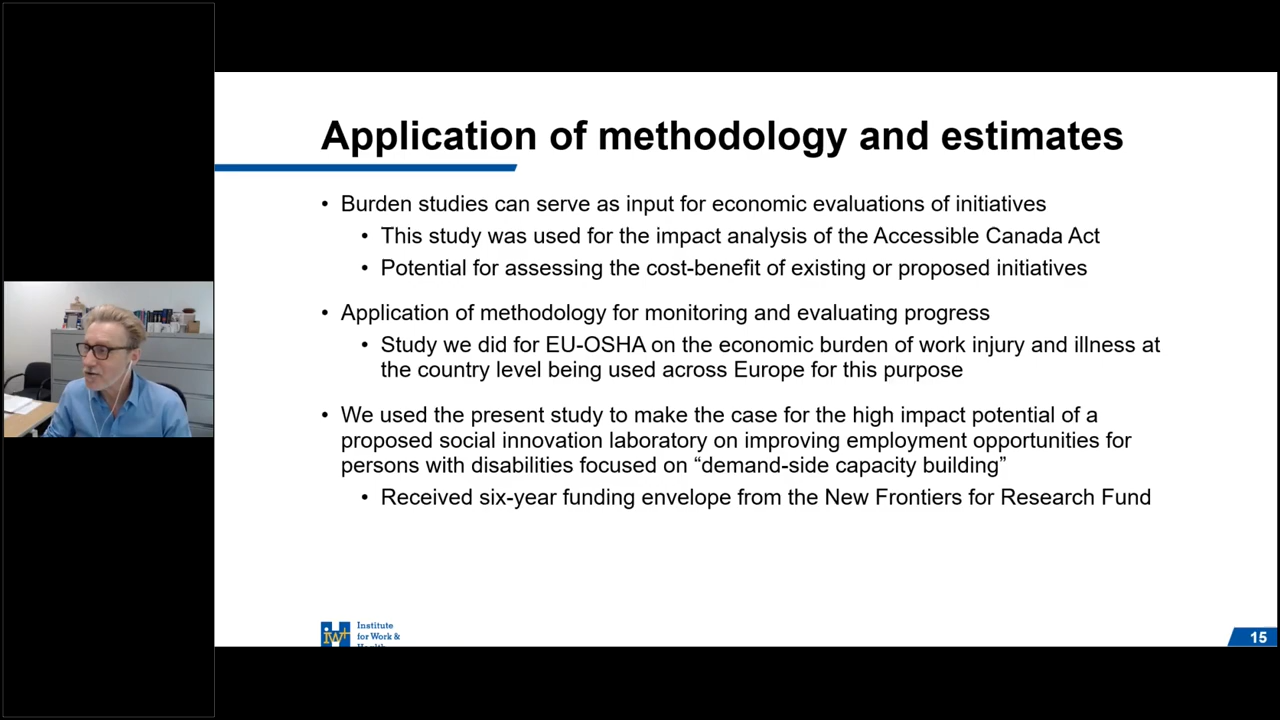 Application of methodology and estimates
• Burden studies can serve as input for economic evaluations of initiatives
• This study was used for the impact analysis of the Accessible Canada Act
• Potential for assessing the cost-benefit of existing or proposed initiatives
• Application of methodology for monitoring and evaluating progress
• Study we did for EU-OSHA on the economic burden of work injury and illness at
the country level being used across Europe for this purpose
• We used the present study to make the case for the high impact potential of a
proposed social innovation laboratory on improving employment opportunities for
persons with disabilities focused on “demand-side capacity building”
• Received six-year funding envelope from the New Frontiers for Research Fund
Institute
for Work &
Health
15